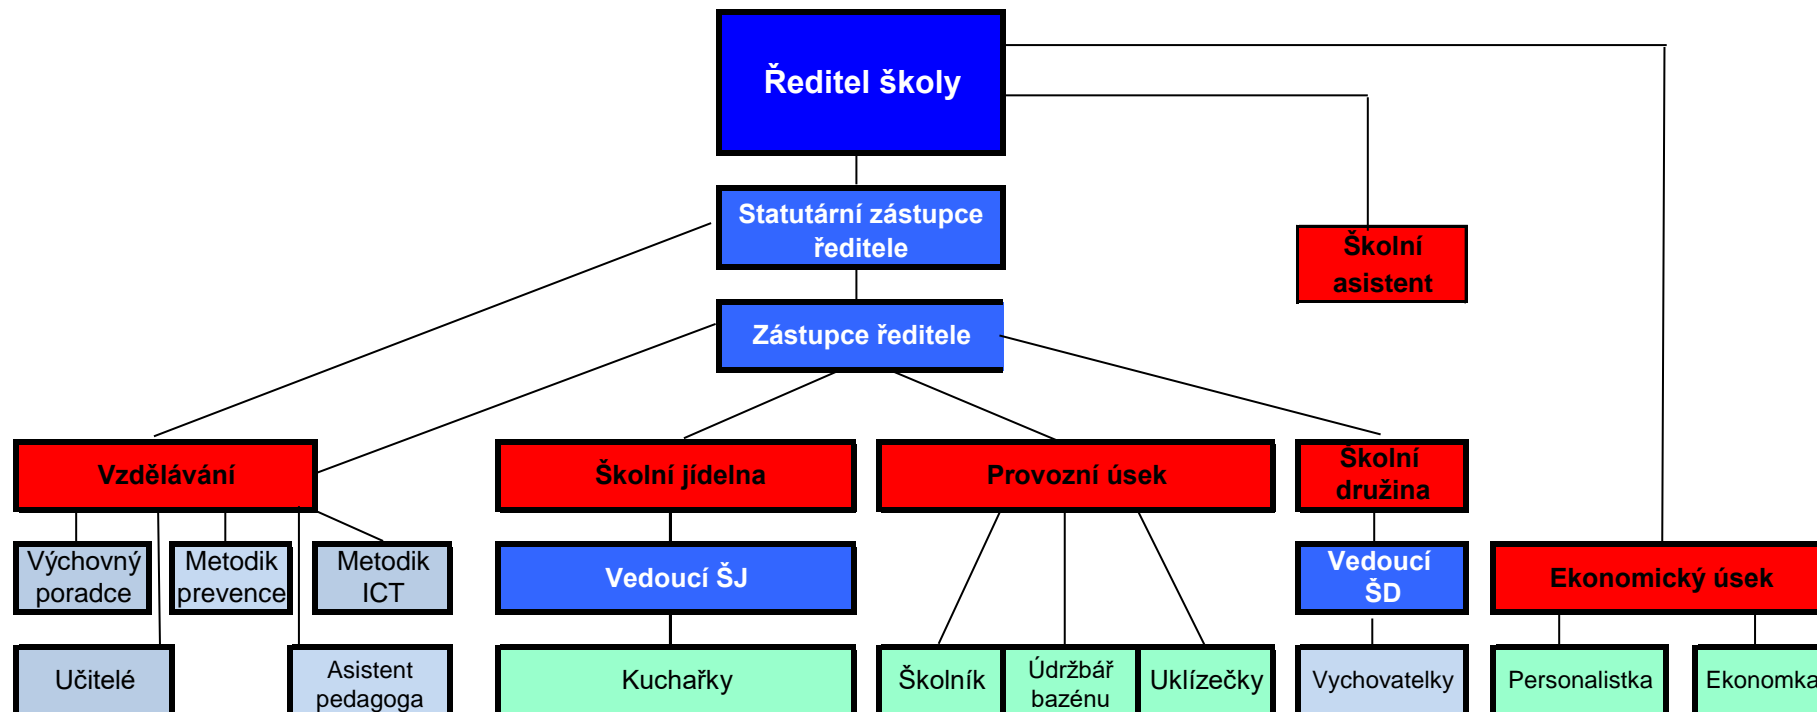 Ředitel školy
Statutární zástupce
ředitele
Školní
asistent
Zástupce ředitele
Vzdělávání
Školní jídelna
Provozní úsek
Školní
družina
Výchovný
poradce
Metodik
prevence
Metodik
ICT
Vedoucí ŠJ
Vedoucí
ŠD
Ekonomický úsek
Učitelé
Asistent
pedagoga
Kuchařky
Školník
Údržbář
bazénu
Uklízečky
Vychovatelky
Personalistka
Ekonomka